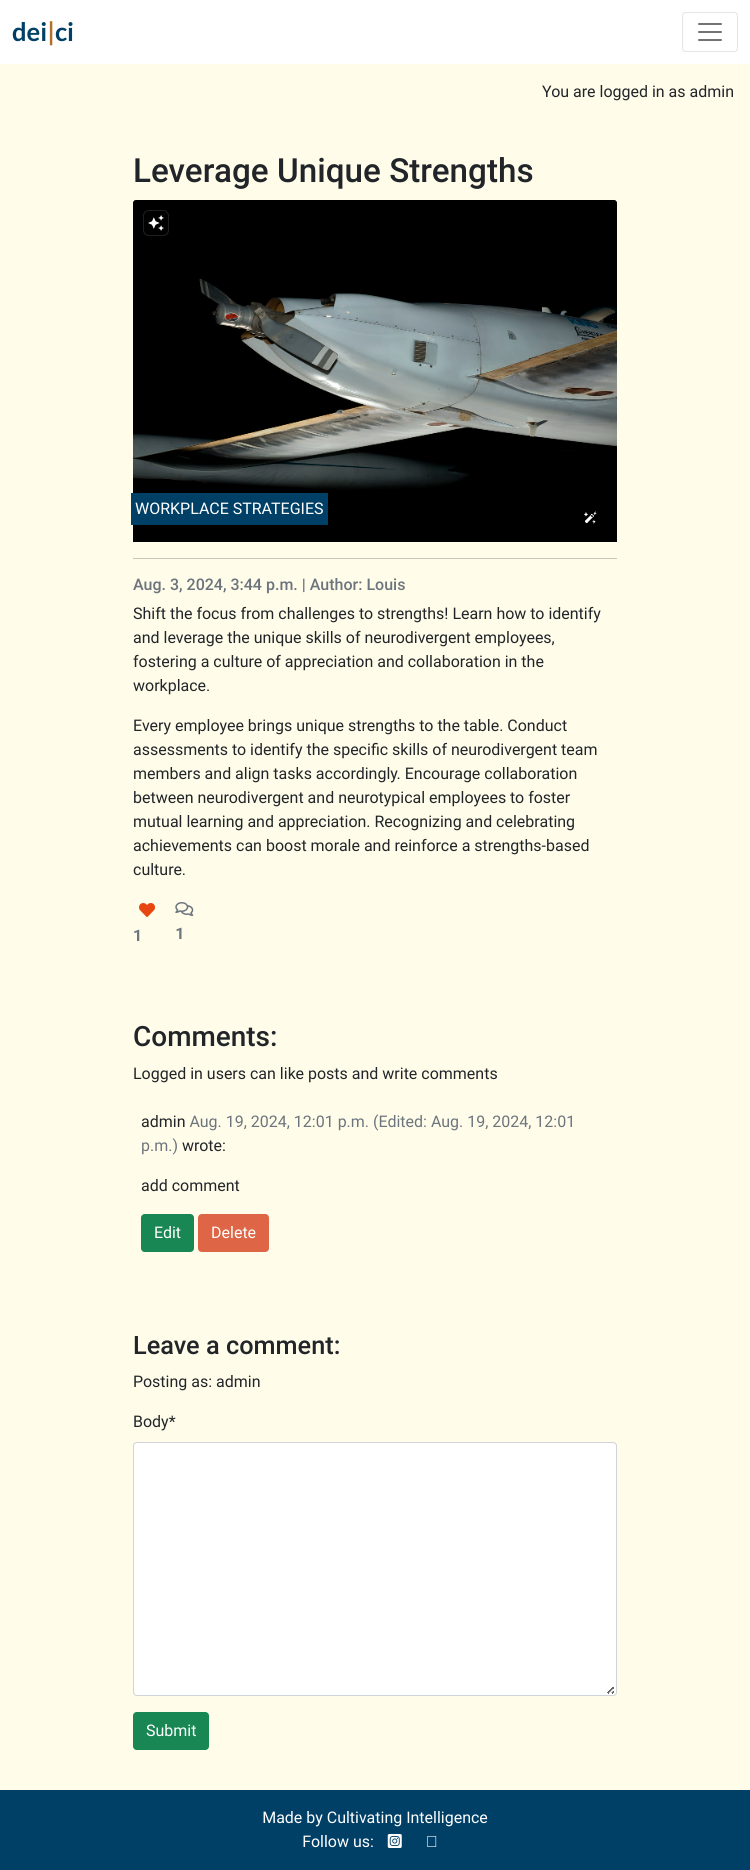 dei|ci
You are logged in as admin
Leverage Unique Strengths
WORKPLACE STRATEGIES
Aug. 3, 2024, 3:44 p.m. | Author: Louis
Shift the focus from challenges to strengths! Learn how to identify
and leverage the unique skills of neurodivergent employees,
fostering a culture of appreciation and collaboration in the
workplace.
Every employee brings unique strengths to the table. Conduct
assessments to identify the specific skills of neurodivergent team
members and align tasks accordingly. Encourage collaboration
between neurodivergent and neurotypical employees to foster
mutual learning and appreciation. Recognizing and celebrating
achievements can boost morale and reinforce a strengths-based
culture.
1 1
Comments:
Logged in users can like posts and write comments
admin Aug. 19, 2024, 12:01 p.m. (Edited: Aug. 19, 2024, 12:01
p.m.) wrote:
add comment
Edit Delete
Leave a comment:
Posting as: admin
Body*
Submit
Made by Cultivating Intelligence
Follow us: